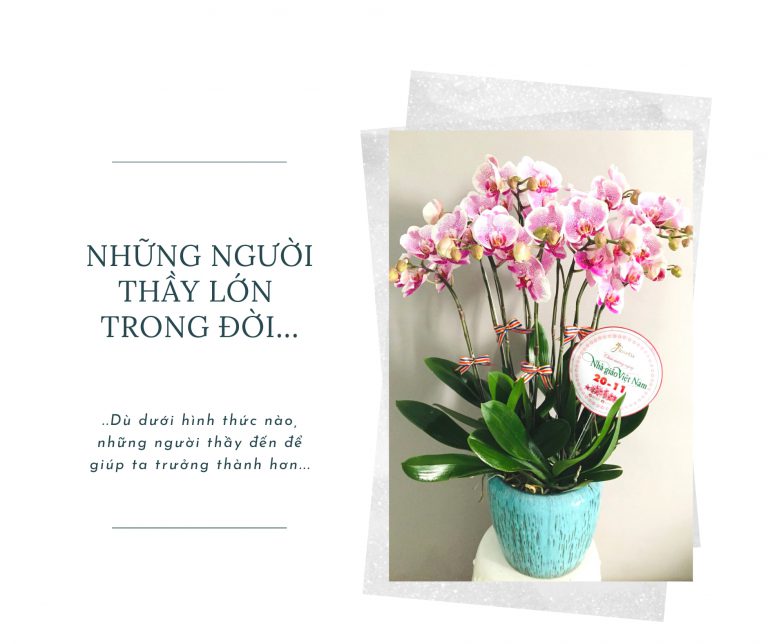 NHỮNG NGƯỜI
THẦY LỚN
TRONG ĐỜI...
..Dù dưới hình thức nào,
những người thầy đến để
giúp ta trưởng thành hơn...
Nhà giáo Việt Nam
20-11